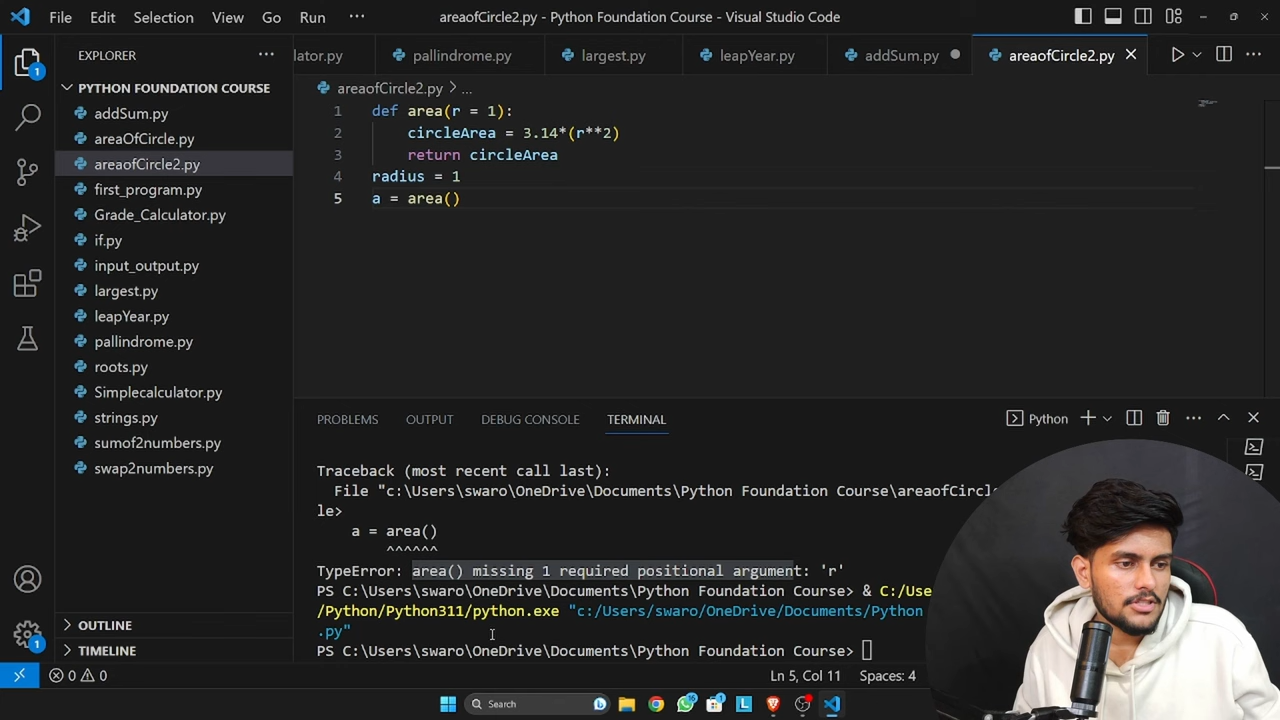 File Edit Selection View Go Run ··· areaofCircle2.py - Python Foundation Course - Visual Studio Code
EXPLORER ···
1
PYTHON FOUNDATION COURSE
addSum.py
areaOfCircle.py
areaofCircle2.py
first_program.py
Grade_Calculator.py
if.py
input_output.py
largest.py
leapYear.py
pallindrome.py
roots.py
Simplecalculator.py
strings.py
sumof2numbers.py
swap2numbers.py
OUTLINE
TIMELINE
1
lator.py pallindrome.py largest.py leapYear.py addSum.py areaofCircle2.py
areaofCircle2.py > ...
1 def area(r = 1):
2 circleArea = 3.14*(r**2)
3 return circleArea
4 radius = 1
5 a = area()
PROBLEMS OUTPUT DEBUG CONSOLE TERMINAL Python
Traceback (most recent call last):
File "c:\Users\swaro\OneDrive\Documents\Python Foundation Course\areaofCircle
le>
a = area()
^^^^^^
TypeError: area() missing 1 required positional argument: 'r'
PS C:\Users\swaro\OneDrive\Documents\Python Foundation Course> & C:/Use
/Python/Python311/python.exe "c:/Users/swaro/OneDrive/Documents/Python
.py"
PS C:\Users\swaro\OneDrive\Documents\Python Foundation Course>
0 0 Ln 5, Col 11 Spaces: 4
Search 16 1 L